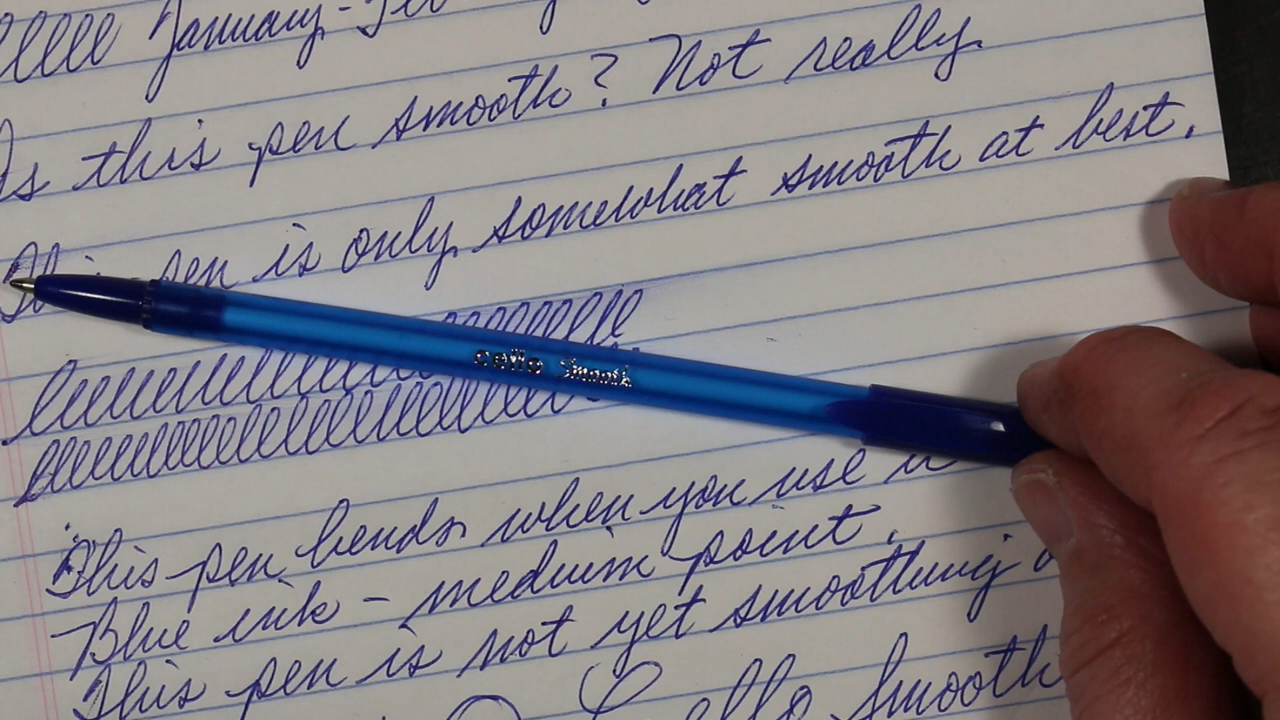 January-Feb
Is this pen smooth? Not really.
This pen is only somewhat smooth at best.
cello Smooth
This pen bends when you use it
Blue ink - medium point.
This pen is not yet smoothing
Cello Smooth